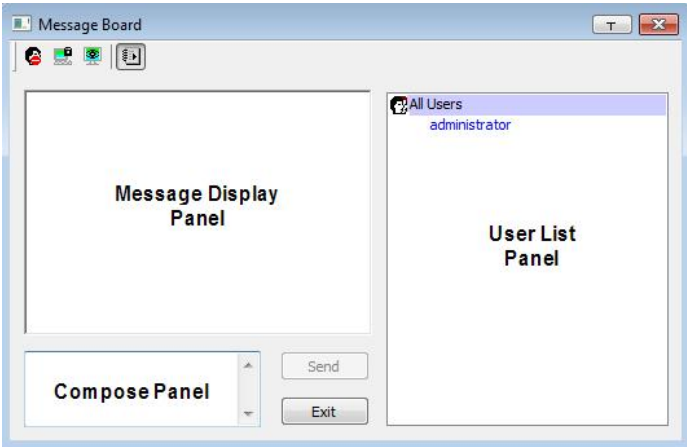 Message Board
T
All Users
administrator
Message Display
Panel
User List
Panel
Compose Panel
Send
Exit